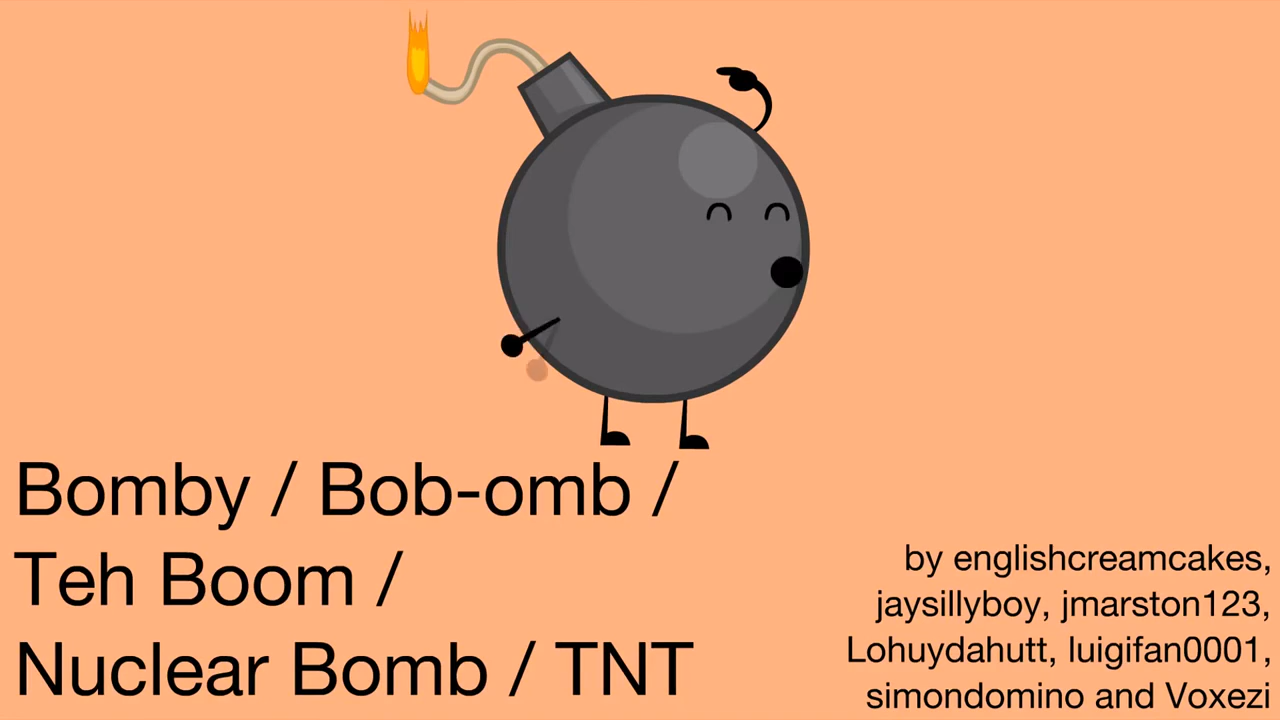 Bomby / Bob-omb /
Teh Boom /
Nuclear Bomb / TNT
by englishcreamcakes,
jaysillyboy, jmarston123,
Lohuydahutt, luigifan0001,
simondomino and Voxezi